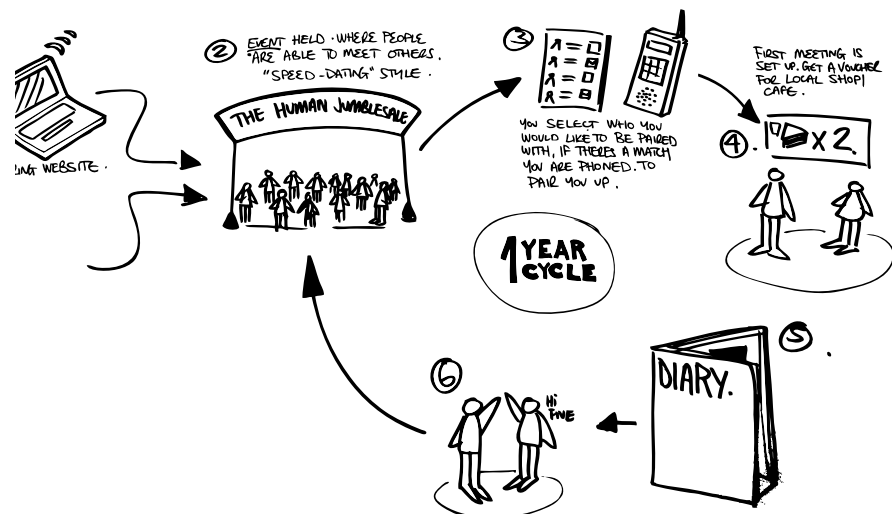 ING WEBSITE.
② EVENT HELD. WHERE PEOPLE
ARE ABLE TO MEET OTHERS.
"SPEED-DATING" STYLE.
THE HUMAN JUMBLESALE
③
YOU SELECT WHO YOU
WOULD LIKE TO BE PAIRED
WITH, IF THERES A MATCH
YOU ARE PHONED. TO
PAIR YOU UP.
FIRST MEETING IS
SET UP. GET A VOUCHER
FOR LOCAL SHOP/
CAFE.
④. x 2.
1 YEAR
CYCLE
⑤.
DIARY.
⑥
Hi
FIVE